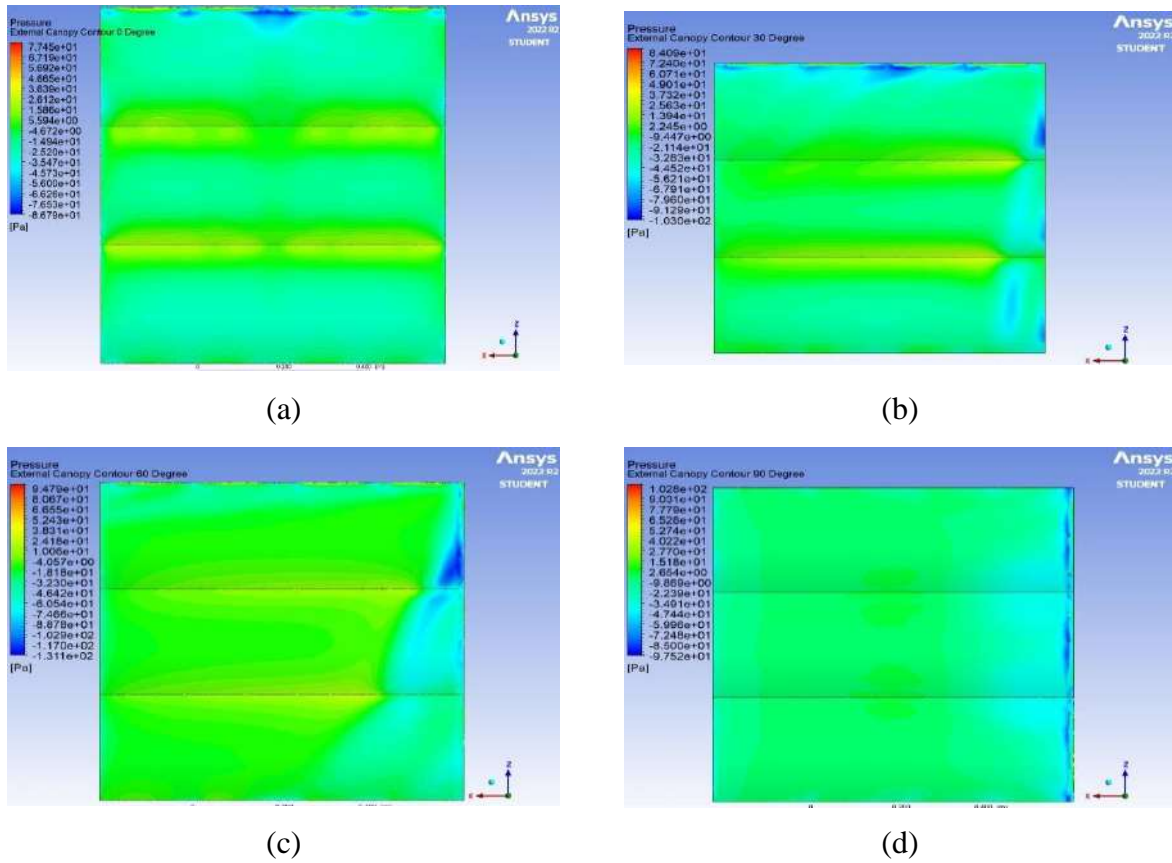 Pressure
External Canopy Contour 0 Degree
7.745e+01
6.719e+01
5.692e+01
4.665e+01
3.639e+01
2.612e+01
1.586e+01
5.594e+00
-4.672e+00
-1.494e+01
-2.520e+01
-3.547e+01
-4.573e+01
-5.600e+01
-6.626e+01
-7.653e+01
-8.679e+01
[Pa]
Ansys
2022 R2
STUDENT
Z
X
0
(a)
Pressure
External Canopy Contour 30 Degree
8.409e+01
7.240e+01
6.071e+01
4.901e+01
3.732e+01
2.563e+01
1.394e+01
2.245e+00
-9.447e+00
-2.114e+01
-3.283e+01
-4.452e+01
-5.621e+01
-6.791e+01
-7.960e+01
-9.129e+01
-1.030e+02
[Pa]
Ansys
2022 R2
STUDENT
Z
X
(b)
Pressure
External Canopy Contour 60 Degree
9.479e+01
8.067e+01
6.655e+01
5.243e+01
3.831e+01
2.418e+01
1.006e+01
-4.057e+00
-1.818e+01
-3.230e+01
-4.642e+01
-6.054e+01
-7.466e+01
-8.878e+01
-1.029e+02
-1.170e+02
-1.311e+02
[Pa]
Ansys
2022 R2
STUDENT
Z
X
(c)
Pressure
External Canopy Contour 90 Degree
1.028e+02
9.031e+01
7.779e+01
6.526e+01
5.274e+01
4.022e+01
2.770e+01
1.518e+01
2.654e+00
-9.869e+00
-2.239e+01
-3.491e+01
-4.744e+01
-5.996e+01
-7.248e+01
-8.500e+01
-9.752e+01
[Pa]
Ansys
2022 R2
STUDENT
Z
X
0
(d)